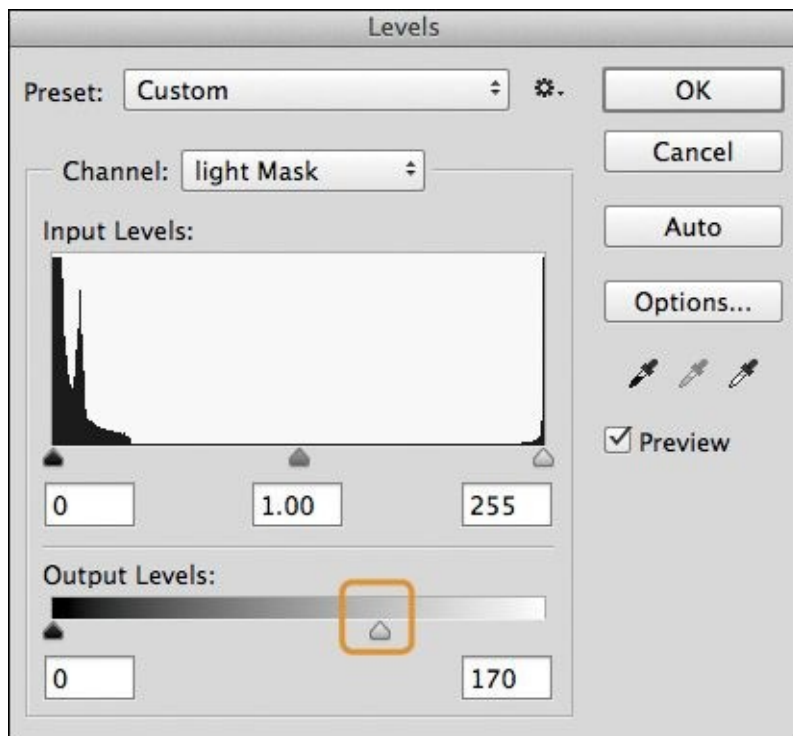 Levels
Preset: Custom
OK
Cancel
Channel: light Mask
Auto
Input Levels:
Options...
Preview
0 1.00 255
Output Levels:
0 170